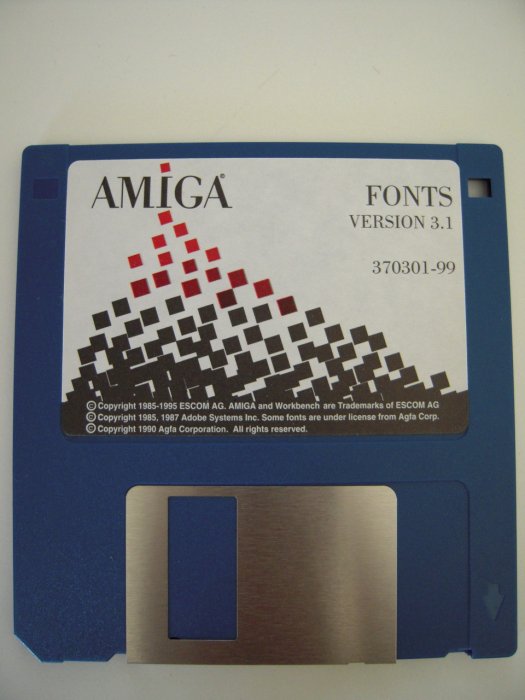 AMIGA®
FONTS
VERSION 3.1
370301-99
© Copyright 1985-1995 ESCOM AG. AMIGA and Workbench are Trademarks of ESCOM AG
© Copyright 1985, 1987 Adobe Systems Inc. Some fonts are under license from Agfa Corp.
© Copyright 1990 Agfa Corporation. All rights reserved.